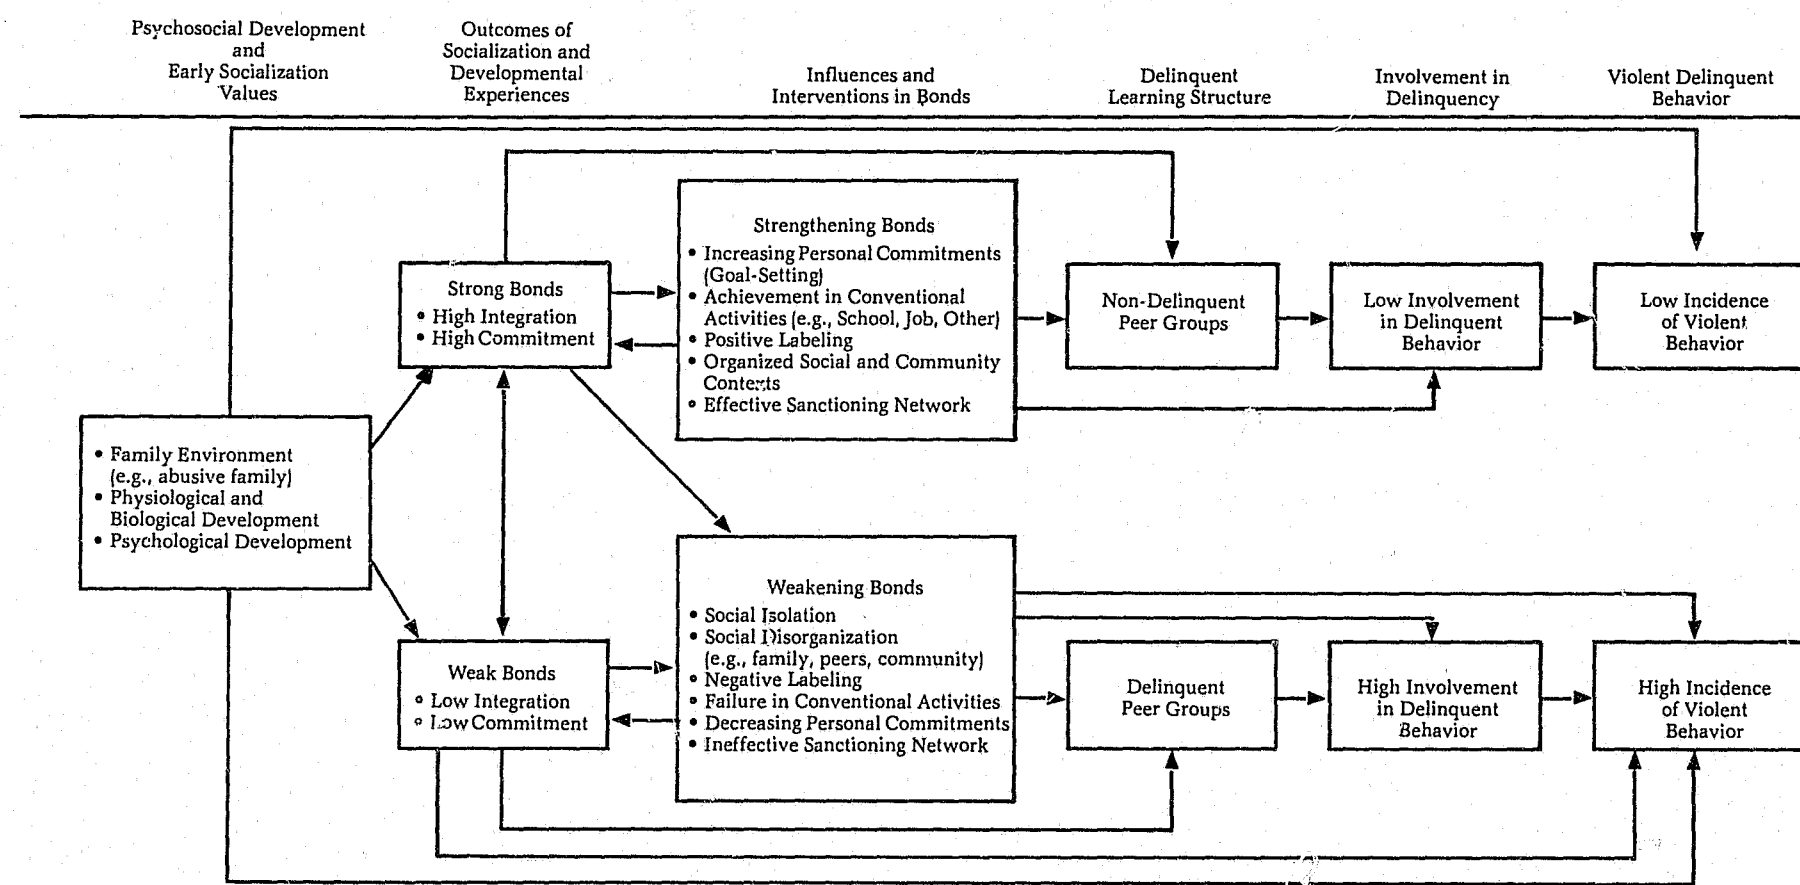 Psychosocial Development
and
Early Socialization
Values
Outcomes of
Socialization and
Developmental
Experiences
Influences and
Interventions in Bonds
Delinquent
Learning Structure
Involvement in
Delinquency
Violent Delinquent
Behavior
• Family Environment
(e.g., abusive family)
• Physiological and
Biological Development
• Psychological Development
Strong Bonds
• High Integration
• High Commitment
Weak Bonds
• Low Integration
• Low Commitment
Strengthening Bonds
• Increasing Personal Commitments
(Goal-Setting)
• Achievement in Conventional
Activities (e.g., School, Job, Other)
• Positive Labeling
• Organized Social and Community
Contexts
• Effective Sanctioning Network
Weakening Bonds
• Social Isolation
• Social Disorganization
(e.g., family, peers, community)
• Negative Labeling
• Failure in Conventional Activities
• Decreasing Personal Commitments
• Ineffective Sanctioning Network
Non-Delinquent
Peer Groups
Low Involvement
in Delinquent
Behavior
Low Incidence
of Violent
Behavior
Delinquent
Peer Groups
High Involvement
in Delinquent
Behavior
High Incidence
of Violent
Behavior